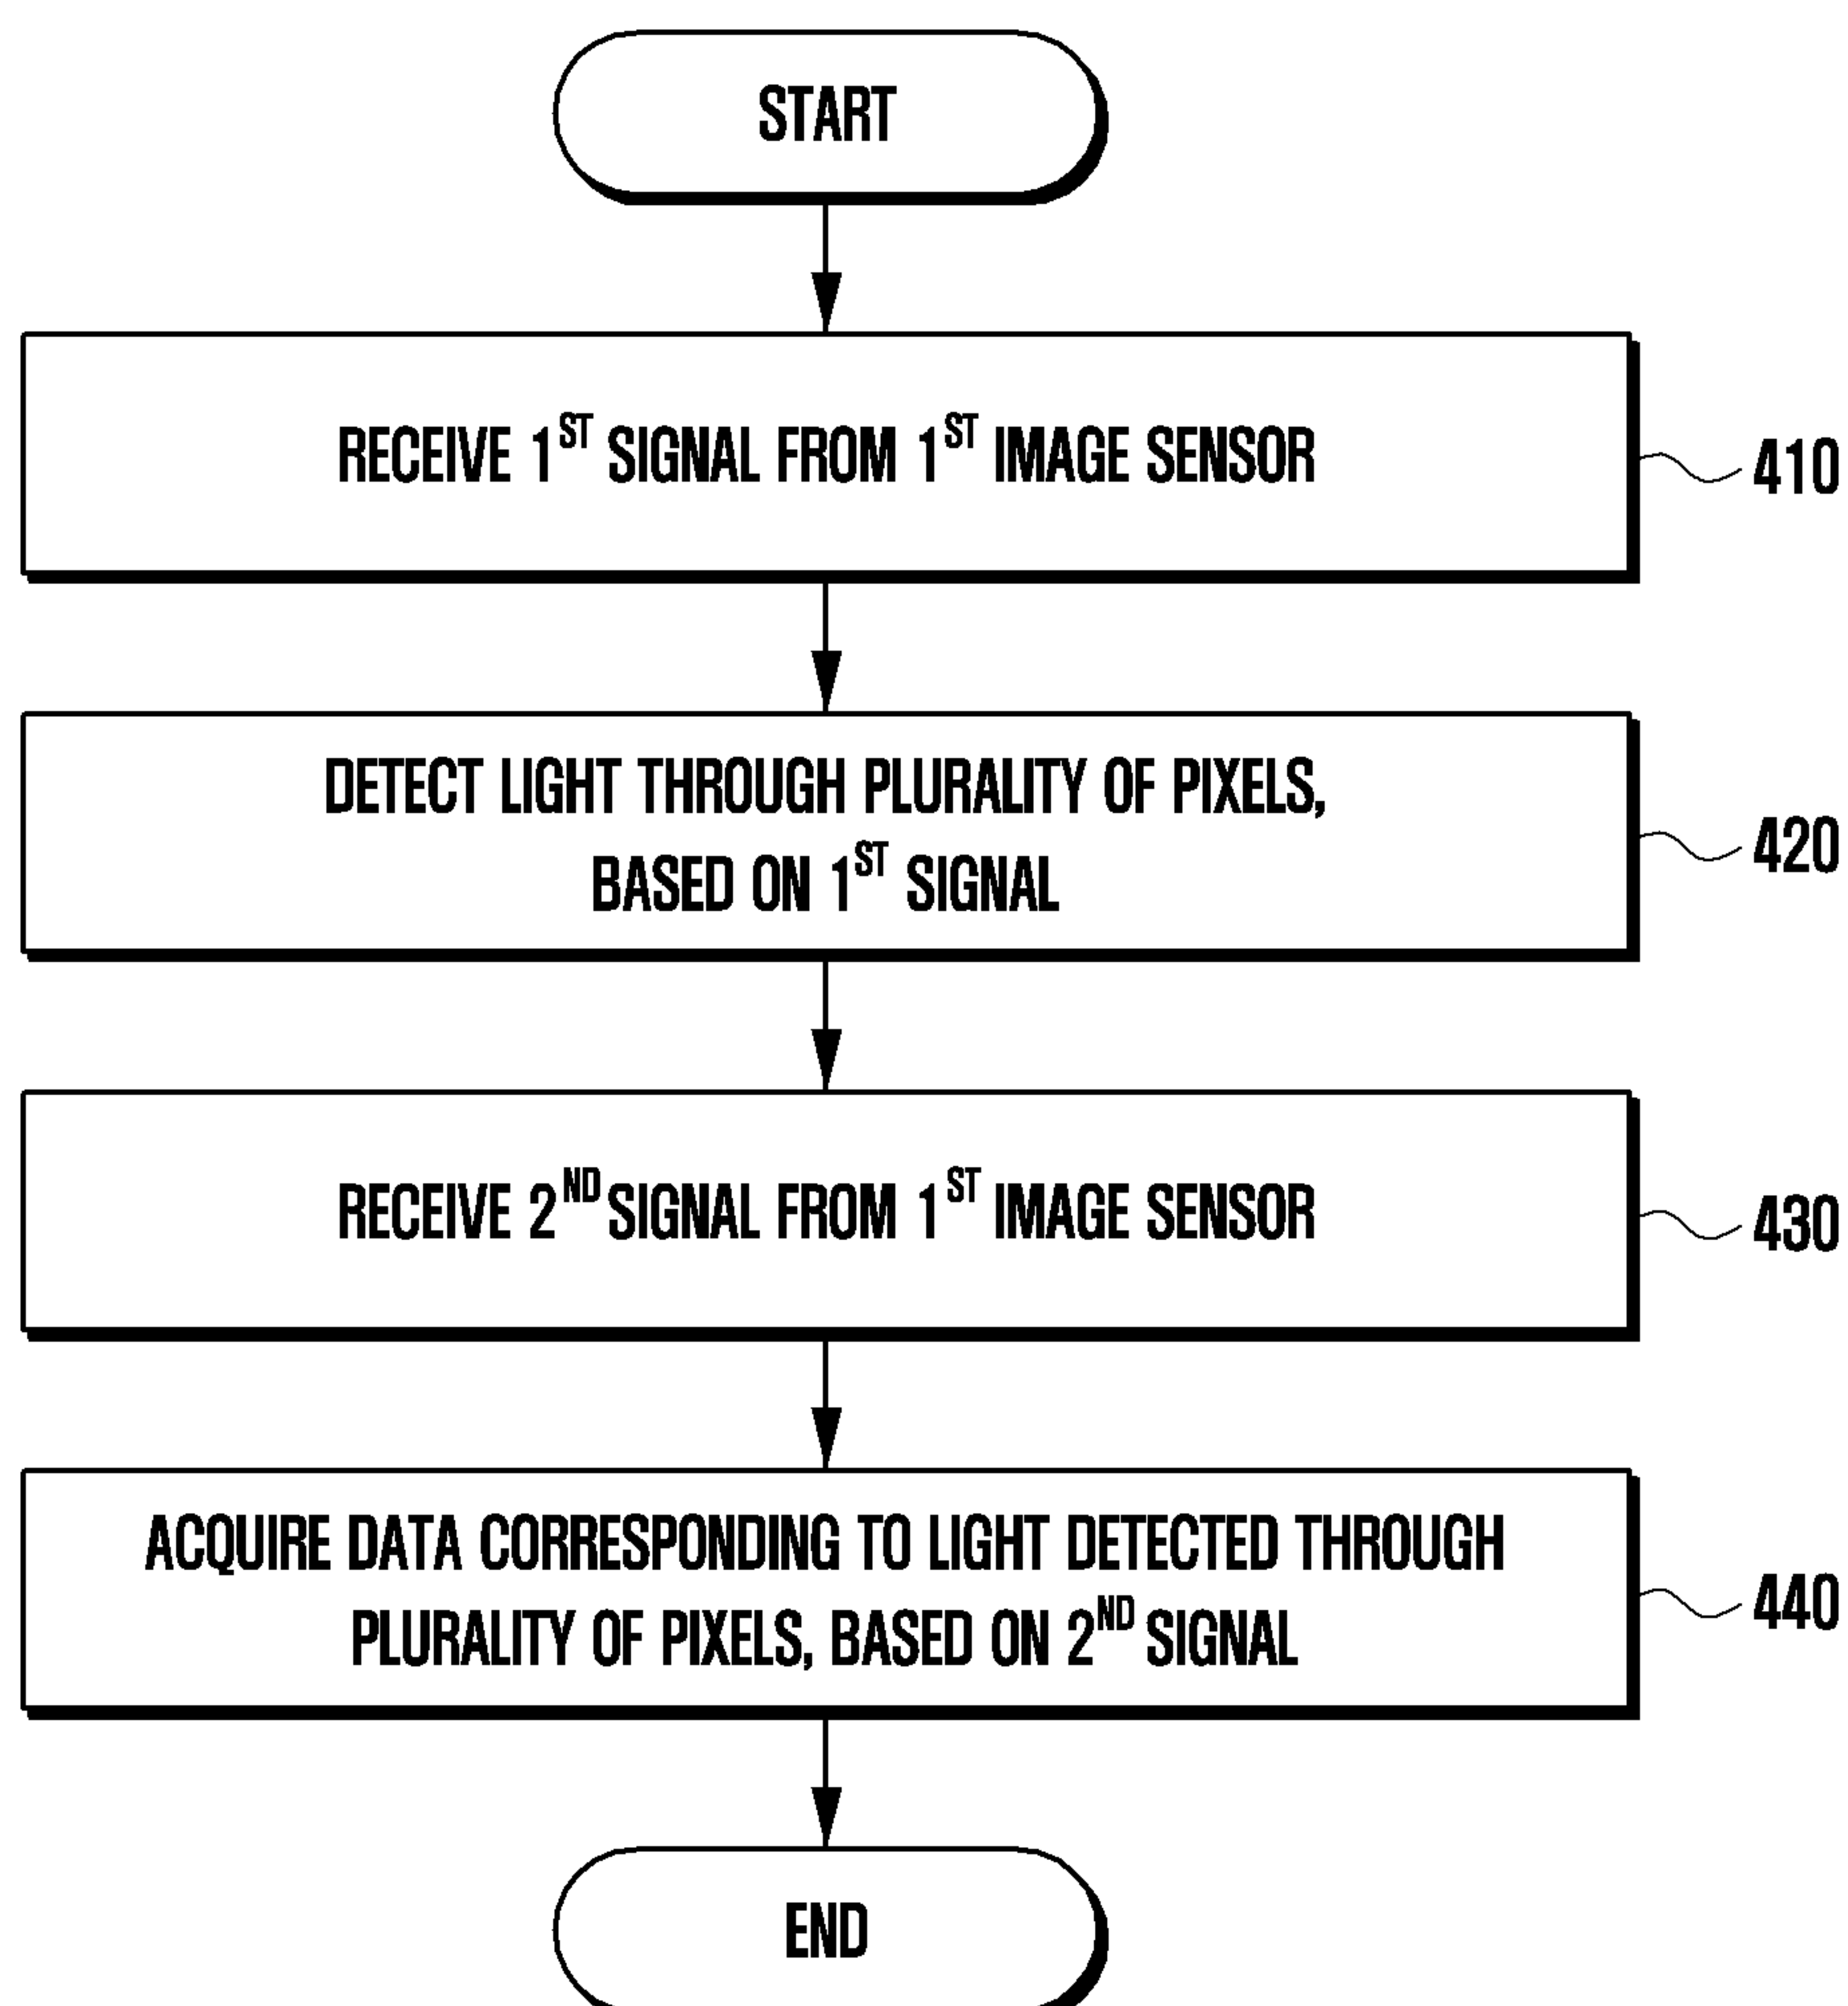 START
RECEIVE 1ST SIGNAL FROM 1ST IMAGE SENSOR
410
DETECT LIGHT THROUGH PLURALITY OF PIXELS,
BASED ON 1ST SIGNAL
420
RECEIVE 2ND SIGNAL FROM 1ST IMAGE SENSOR
430
ACQUIRE DATA CORRESPONDING TO LIGHT DETECTED THROUGH
PLURALITY OF PIXELS, BASED ON 2ND SIGNAL
440
END